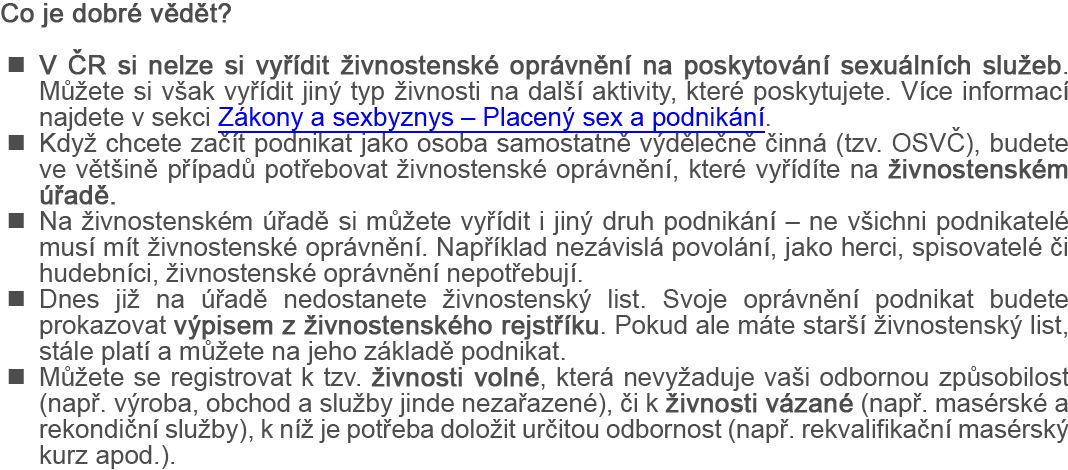 Co je dobré vědět?
■ V ČR si nelze si vyřídit živnostenské oprávnění na poskytování sexuálních služeb.
Můžete si však vyřídit jiný typ živnosti na další aktivity, které poskytujete. Více informací
najdete v sekci Zákony a sexbyznys – Placený sex a podnikání.
■ Když chcete začít podnikat jako osoba samostatně výdělečně činná (tzv. OSVČ), budete
ve většině případů potřebovat živnostenské oprávnění, které vyřídíte na živnostenském
úřadě.
■ Na živnostenském úřadě si můžete vyřídit i jiný druh podnikání – ne všichni podnikatelé
musí mít živnostenské oprávnění. Například nezávislá povolání, jako herci, spisovatelé či
hudebníci, živnostenské oprávnění nepotřebují.
■ Dnes již na úřadě nedostanete živnostenský list. Svoje oprávnění podnikat budete
prokazovat výpisem z živnostenského rejstříku. Pokud ale máte starší živnostenský list,
stále platí a můžete na jeho základě podnikat.
■ Můžete se registrovat k tzv. živnosti volné, která nevyžaduje vaši odbornou způsobilost
(např. výroba, obchod a služby jinde nezařazené), či k živnosti vázané (např. masérské a
rekondiční služby), k níž je potřeba doložit určitou odbornost (např. rekvalifikační masérský
kurz apod.).